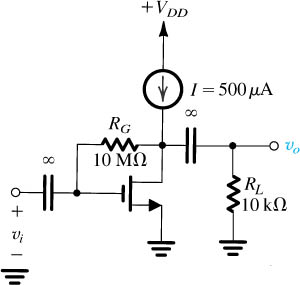 +V_DD
I = 500 µA
R_G
∞
10 MΩ
v_o
∞
R_L
10 kΩ
+
v_i
−